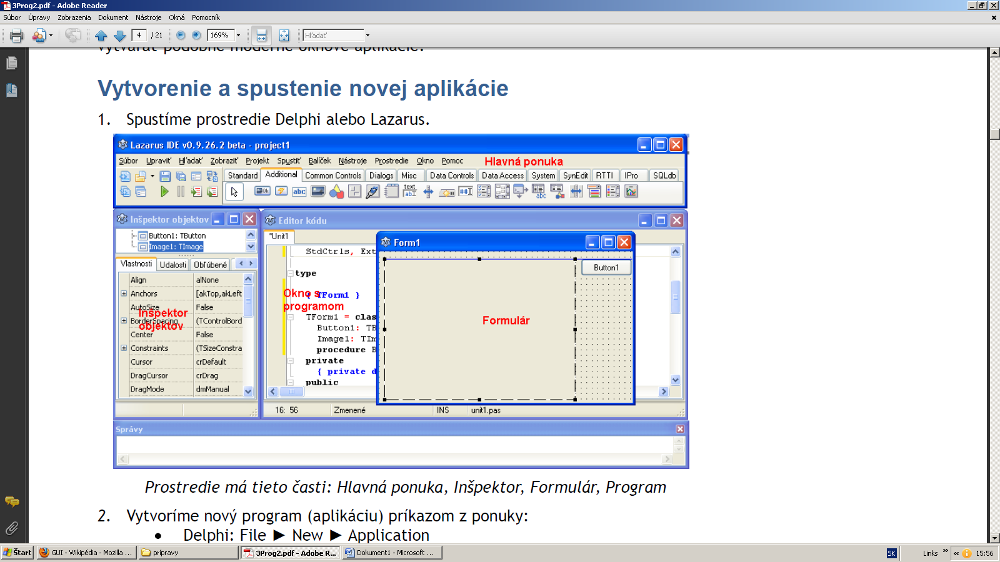 3Prog2.pdf - Adobe Reader
Súbor Úpravy Zobrazenia Dokument Nástroje Okná Pomocník
4 / 21 169% Hľadať
vytvárať podobné moderné oknové aplikácie.
Vytvorenie a spustenie novej aplikácie
1. Spustíme prostredie Delphi alebo Lazarus.
Lazarus IDE v0.9.26.2 beta - project1
Súbor Upraviť Hľadať Zobraziť Projekt Spustiť Balíček Nástroje Prostredie Okno Pomoc
Hlavná ponuka
Standard Additional Common Controls Dialogs Misc Data Controls Data Access System SynEdit RTTI IPro SQLdb
Inšpektor objektov
Button1: TButton
Image1: TImage
Vlastnosti Udalosti Obľúbené
Align alNone
Anchors [akTop,akLeft
AutoSize False
BorderSpacing (TControlBord
Center False
Constraints (TSizeConstra
Cursor crDefault
DragCursor crDrag
DragMode dmManual
Inšpektor
objektov
Editor kódu
*Unit1
StdCtrls, Ext
type
{ TForm1 }
TForm1 = clas
Button1: TB
Image1: TIm
procedure B
private
{ private d
public
Okno s
programom
Form1
Button1
Formulár
16: 56 Zmenené INS unit1.pas
Správy
Prostredie má tieto časti: Hlavná ponuka, Inšpektor, Formulár, Program
2. Vytvoríme nový program (aplikáciu) príkazom z ponuky:
• Delphi: File ► New ► Application
Štart GUI - Wikipédia - Mozilla ... prípravy 3Prog2.pdf - Adobe R... Dokument1 - Microsoft ... SK Links » « 15:56